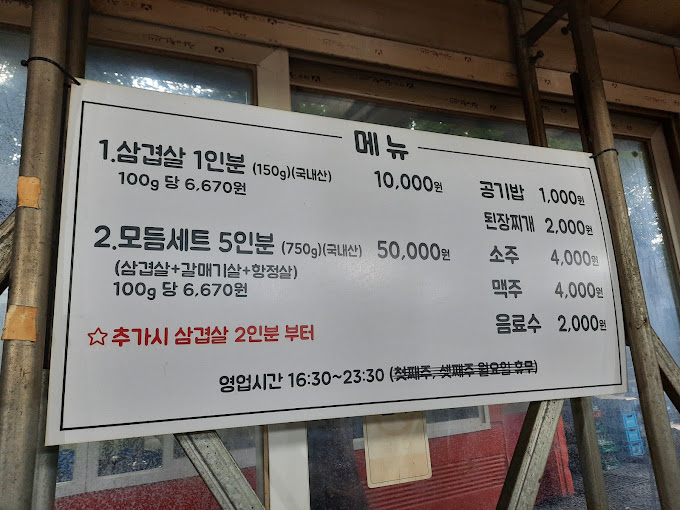 메뉴
1.삼겹살 1인분 (150g)(국내산) 10,000원
100g 당 6,670원
2.모듬세트 5인분 (750g)(국내산) 50,000원
(삼겹살+갈매기살+항정살)
100g 당 6,670원
☆추가시 삼겹살 2인분 부터
공기밥 1,000원
된장찌개 2,000원
소주 4,000원
맥주 4,000원
음료수 2,000원
영업시간 16:30~23:30 (첫째주, 셋째주 월요일 휴무)